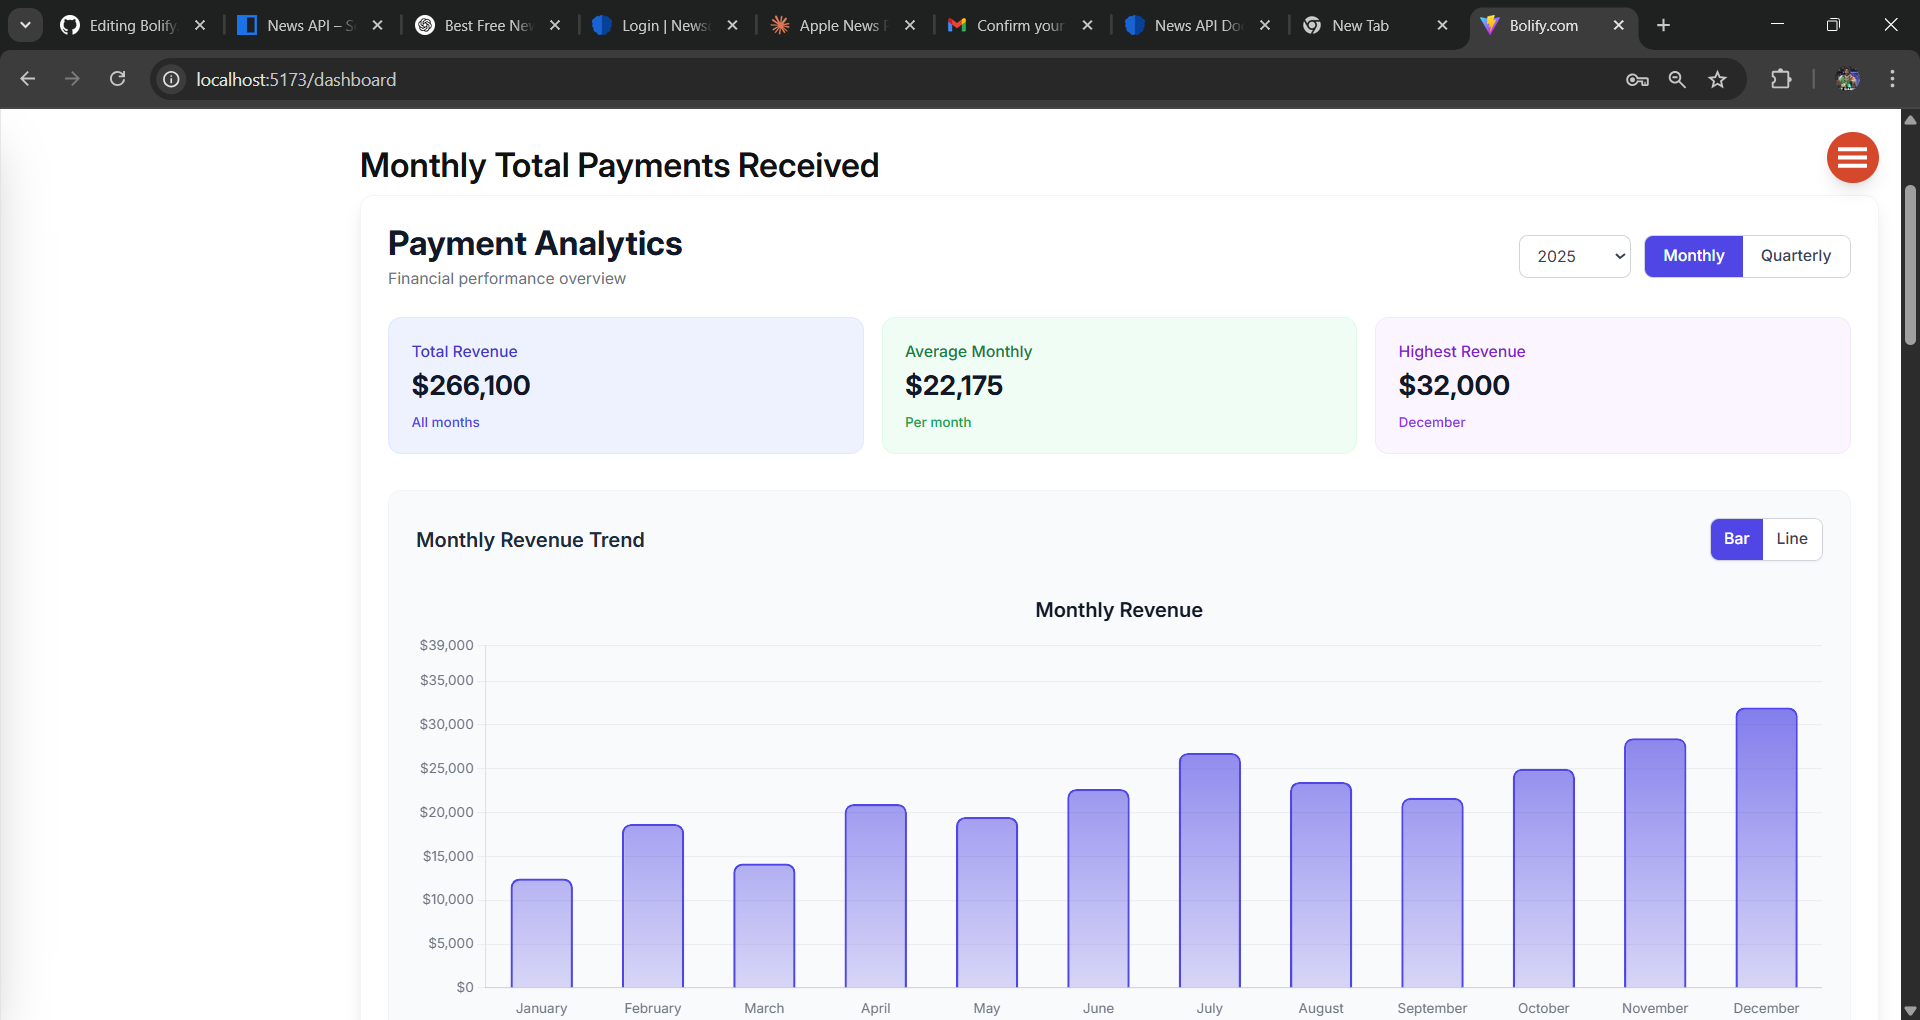 Editing Bolify
News API – S
Best Free Nev
Login | Newsc
Apple News F
Confirm your
News API Do
New Tab
Bolify.com
localhost:5173/dashboard
Monthly Total Payments Received
Payment Analytics
Financial performance overview
2025
Monthly
Quarterly
Total Revenue
$266,100
All months
Average Monthly
$22,175
Per month
Highest Revenue
$32,000
December
Monthly Revenue Trend
Bar
Line
Monthly Revenue
$39,000
$35,000
$30,000
$25,000
$20,000
$15,000
$10,000
$5,000
$0
January
February
March
April
May
June
July
August
September
October
November
December